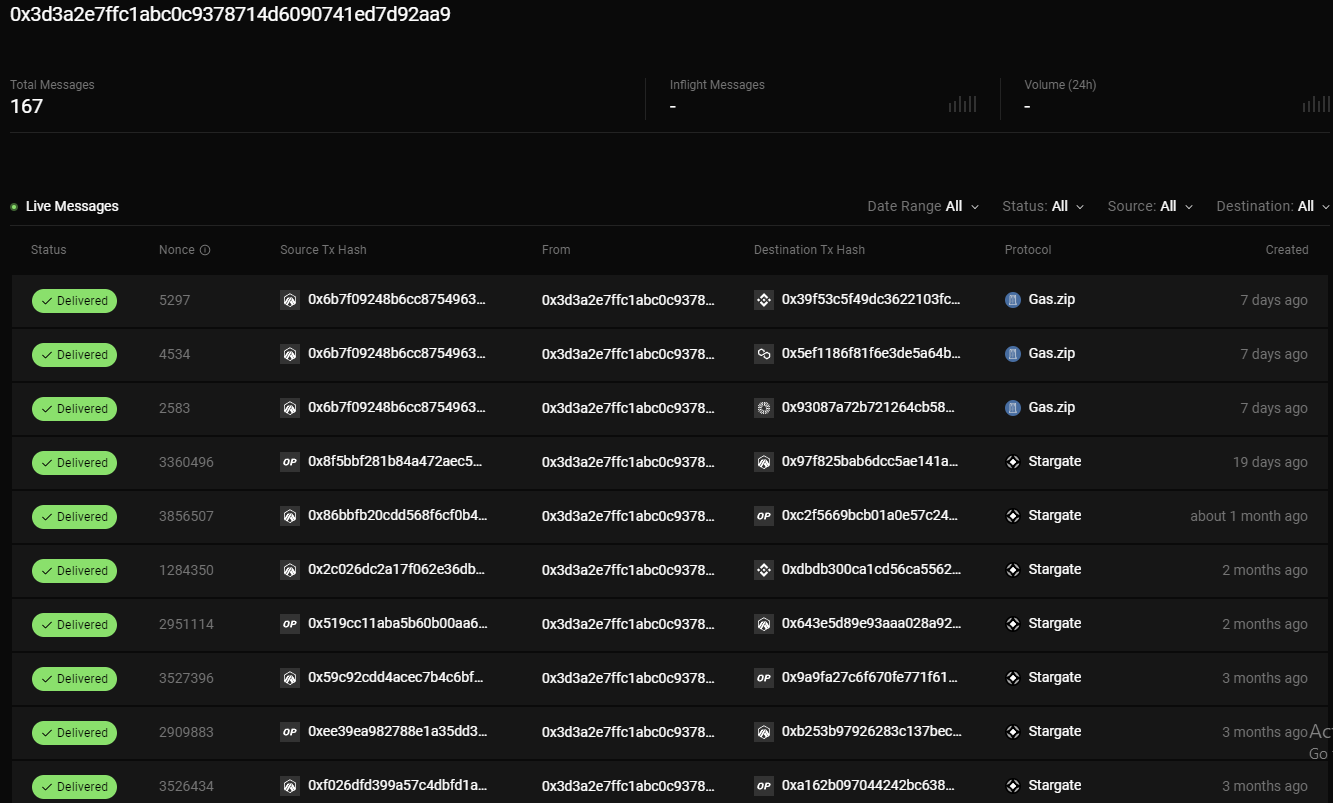 0x3d3a2e7ffc1abc0c9378714d6090741ed7d92aa9
Total Messages Inflight Messages Volume (24h)
167 - -
Live Messages Date Range All Status: All Source: All Destination: All
Status Nonce Source Tx Hash From Destination Tx Hash Protocol Created
Delivered 5297 0x6b7f09248b6cc8754963... 0x3d3a2e7ffc1abc0c9378... 0x39f53c5f49dc3622103fc... Gas.zip 7 days ago
Delivered 4534 0x6b7f09248b6cc8754963... 0x3d3a2e7ffc1abc0c9378... 0x5ef1186f81f6e3de5a64b... Gas.zip 7 days ago
Delivered 2583 0x6b7f09248b6cc8754963... 0x3d3a2e7ffc1abc0c9378... 0x93087a72b721264cb58... Gas.zip 7 days ago
Delivered 3360496 OP 0x8f5bbf281b84a472aec5... 0x3d3a2e7ffc1abc0c9378... 0x97f825bab6dcc5ae141a... Stargate 19 days ago
Delivered 3856507 0x86bbfb20cdd568f6cf0b4... 0x3d3a2e7ffc1abc0c9378... OP 0xc2f5669bcb01a0e57c24... Stargate about 1 month ago
Delivered 1284350 0x2c026dc2a17f062e36db... 0x3d3a2e7ffc1abc0c9378... 0xdbdb300ca1cd56ca5562... Stargate 2 months ago
Delivered 2951114 OP 0x519cc11aba5b60b00aa6... 0x3d3a2e7ffc1abc0c9378... 0x643e5d89e93aaa028a92... Stargate 2 months ago
Delivered 3527396 0x59c92cdd4acec7b4c6bf... 0x3d3a2e7ffc1abc0c9378... OP 0x9a9fa27c6f670fe771f61... Stargate 3 months ago
Delivered 2909883 OP 0xee39ea982788e1a35dd3... 0x3d3a2e7ffc1abc0c9378... 0xb253b97926283c137bec... Stargate 3 months ago
Go
Delivered 3526434 0xf026dfd399a57c4dbfd1a... 0x3d3a2e7ffc1abc0c9378... OP 0xa162b097044242bc638... Stargate 3 months ago